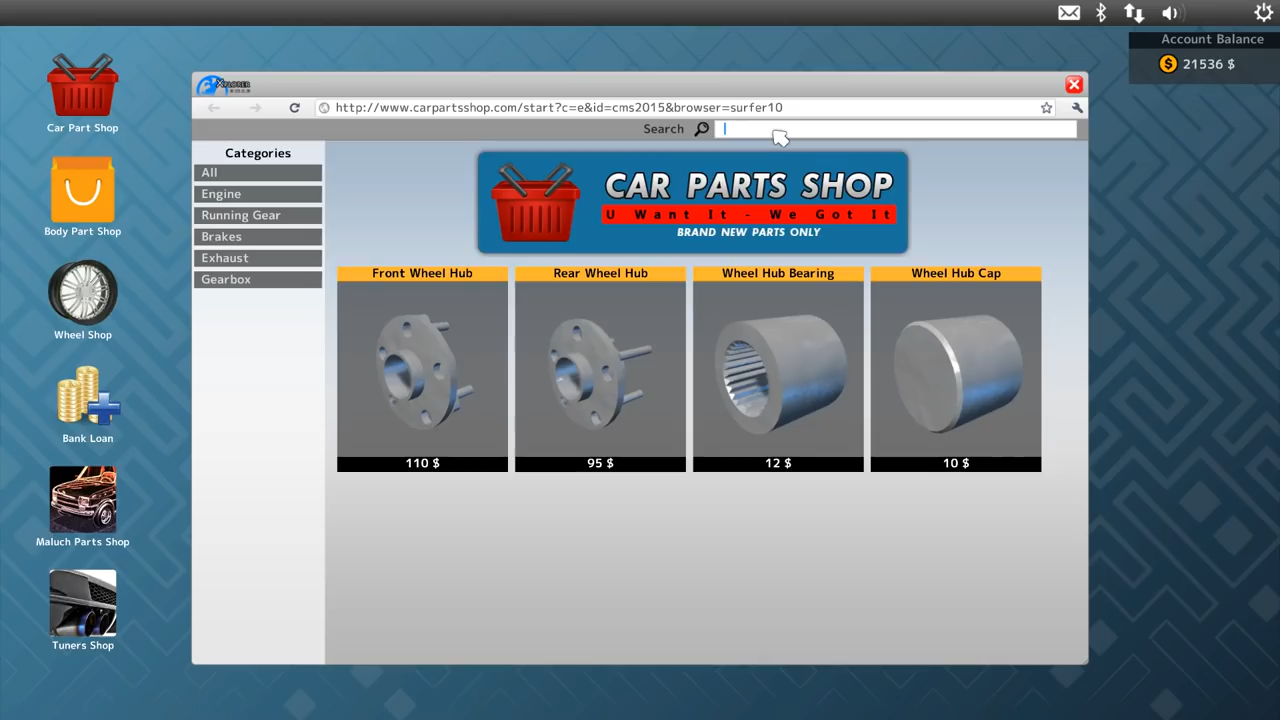 Account Balance
21536 $
Car Part Shop
Body Part Shop
Wheel Shop
Bank Loan
Maluch Parts Shop
Tuners Shop
XPLORER
http://www.carpartsshop.com/start?c=e&id=cms2015&browser=surfer10
Search
Categories
All
Engine
Running Gear
Brakes
Exhaust
Gearbox
CAR PARTS SHOP
U Want It - We Got It
BRAND NEW PARTS ONLY
Front Wheel Hub
110 $
Rear Wheel Hub
95 $
Wheel Hub Bearing
12 $
Wheel Hub Cap
10 $